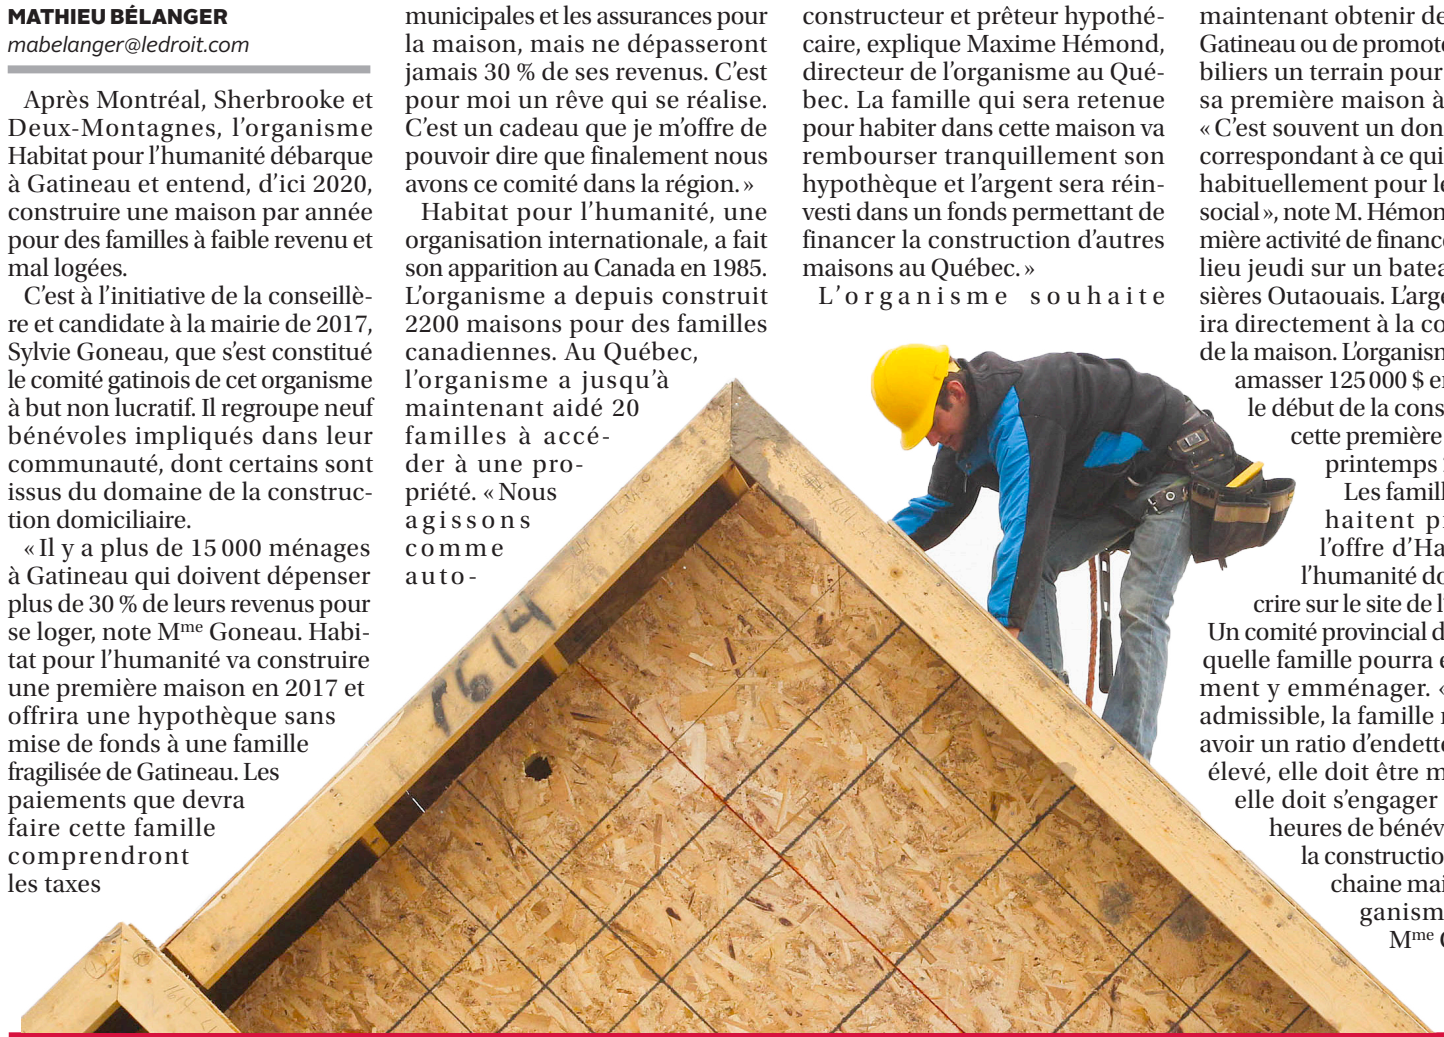 MATHIEU BÉLANGER
mabelanger@ledroit.com
Après Montréal, Sherbrooke et
Deux-Montagnes, l'organisme
Habitat pour l'humanité débarque
à Gatineau et entend, d'ici 2020,
construire une maison par année
pour des familles à faible revenu et
mal logées.
C'est à l'initiative de la conseillè-
re et candidate à la mairie de 2017,
Sylvie Goneau, que s'est constitué
le comité gatinois de cet organisme
à but non lucratif. Il regroupe neuf
bénévoles impliqués dans leur
communauté, dont certains sont
issus du domaine de la construc-
tion domiciliaire.
« Il y a plus de 15 000 ménages
à Gatineau qui doivent dépenser
plus de 30 % de leurs revenus pour
se loger, note Mme Goneau. Habi-
tat pour l'humanité va construire
une première maison en 2017 et
offrira une hypothèque sans
mise de fonds à une famille
fragilisée de Gatineau. Les
paiements que devra
faire cette famille
comprendront
les taxes
municipales et les assurances pour
la maison, mais ne dépasseront
jamais 30 % de ses revenus. C'est
pour moi un rêve qui se réalise.
C'est un cadeau que je m'offre de
pouvoir dire que finalement nous
avons ce comité dans la région. »
Habitat pour l'humanité, une
organisation internationale, a fait
son apparition au Canada en 1985.
L'organisme a depuis construit
2200 maisons pour des familles
canadiennes. Au Québec,
l'organisme a jusqu'à
maintenant aidé 20
familles à accé-
der à une pro-
priété. « Nous
agissons
comme
auto-
constructeur et prêteur hypothé-
caire, explique Maxime Hémond,
directeur de l'organisme au Qué-
bec. La famille qui sera retenue
pour habiter dans cette maison va
rembourser tranquillement son
hypothèque et l'argent sera réin-
vesti dans un fonds permettant de
financer la construction d'autres
maisons au Québec. »
L'organisme souhaite
maintenant obtenir de
Gatineau ou de promote
biliers un terrain pour
sa première maison à
« C'est souvent un don
correspondant à ce qui
habituellement pour le
social », note M. Hémon
mière activité de finance
lieu jeudi sur un batea
sières Outaouais. L'arge
ira directement à la co
de la maison. L'organism
amasser 125 000 $ e
le début de la cons
cette première
printemps
Les famill
haitent p
l'offre d'Ha
l'humanité do
crire sur le site de l
Un comité provincial d
quelle famille pourra e
ment y emménager. «
admissible, la famille
avoir un ratio d'endette
élevé, elle doit être m
elle doit s'engager
heures de bénév
la constructio
chaine mai
ganism
Mme
1614